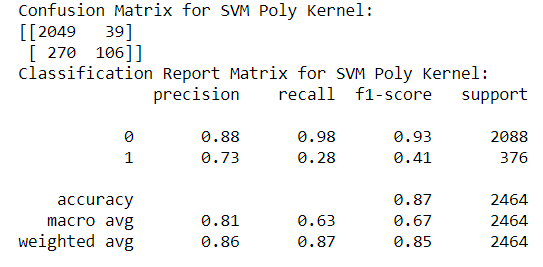 Confusion Matrix for SVM Poly Kernel:
[[2049   39]
 [ 270  106]]
Classification Report Matrix for SVM Poly Kernel:
              precision    recall  f1-score   support

           0       0.88      0.98      0.93      2088
           1       0.73      0.28      0.41       376

    accuracy                           0.87      2464
   macro avg       0.81      0.63      0.67      2464
weighted avg       0.86      0.87      0.85      2464